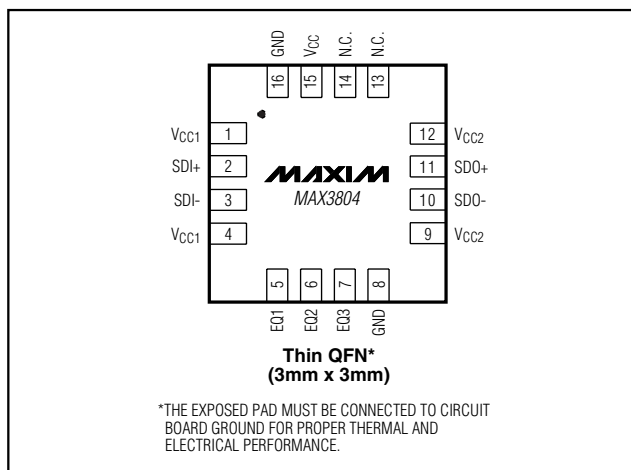 GND
VCC
N.C.
N.C.
16
15
14
13
VCC1
1
12
VCC2
SDI+
2
MAXIM
11
SDO+
SDI-
3
MAX3804
10
SDO-
VCC1
4
9
VCC2
5
6
7
8
EQ1
EQ2
EQ3
GND
Thin QFN*
(3mm x 3mm)
*THE EXPOSED PAD MUST BE CONNECTED TO CIRCUIT
BOARD GROUND FOR PROPER THERMAL AND
ELECTRICAL PERFORMANCE.